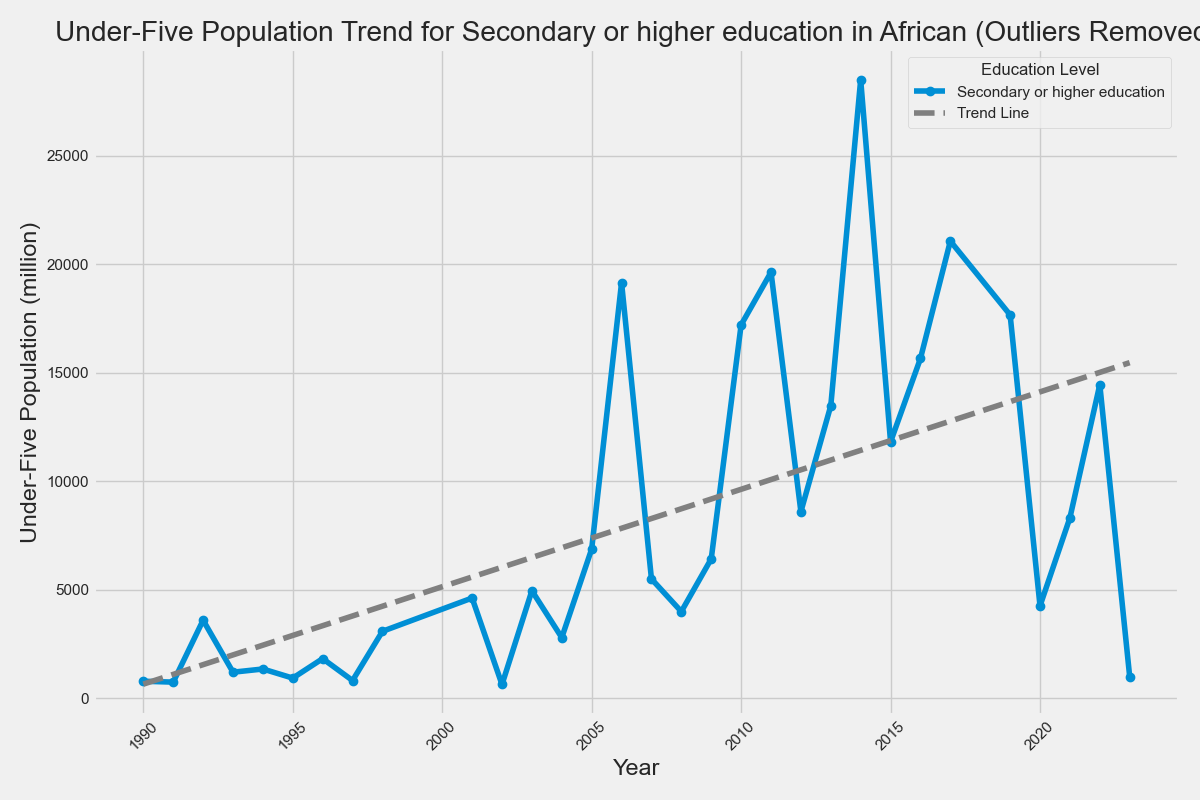 Under-Five Population Trend for Secondary or higher education in African (Outliers Removed
Education Level
Secondary or higher education
Trend Line
Under-Five Population (million)
25000
20000
15000
10000
5000
0
1990
1995
2000
2005
2010
2015
2020
Year